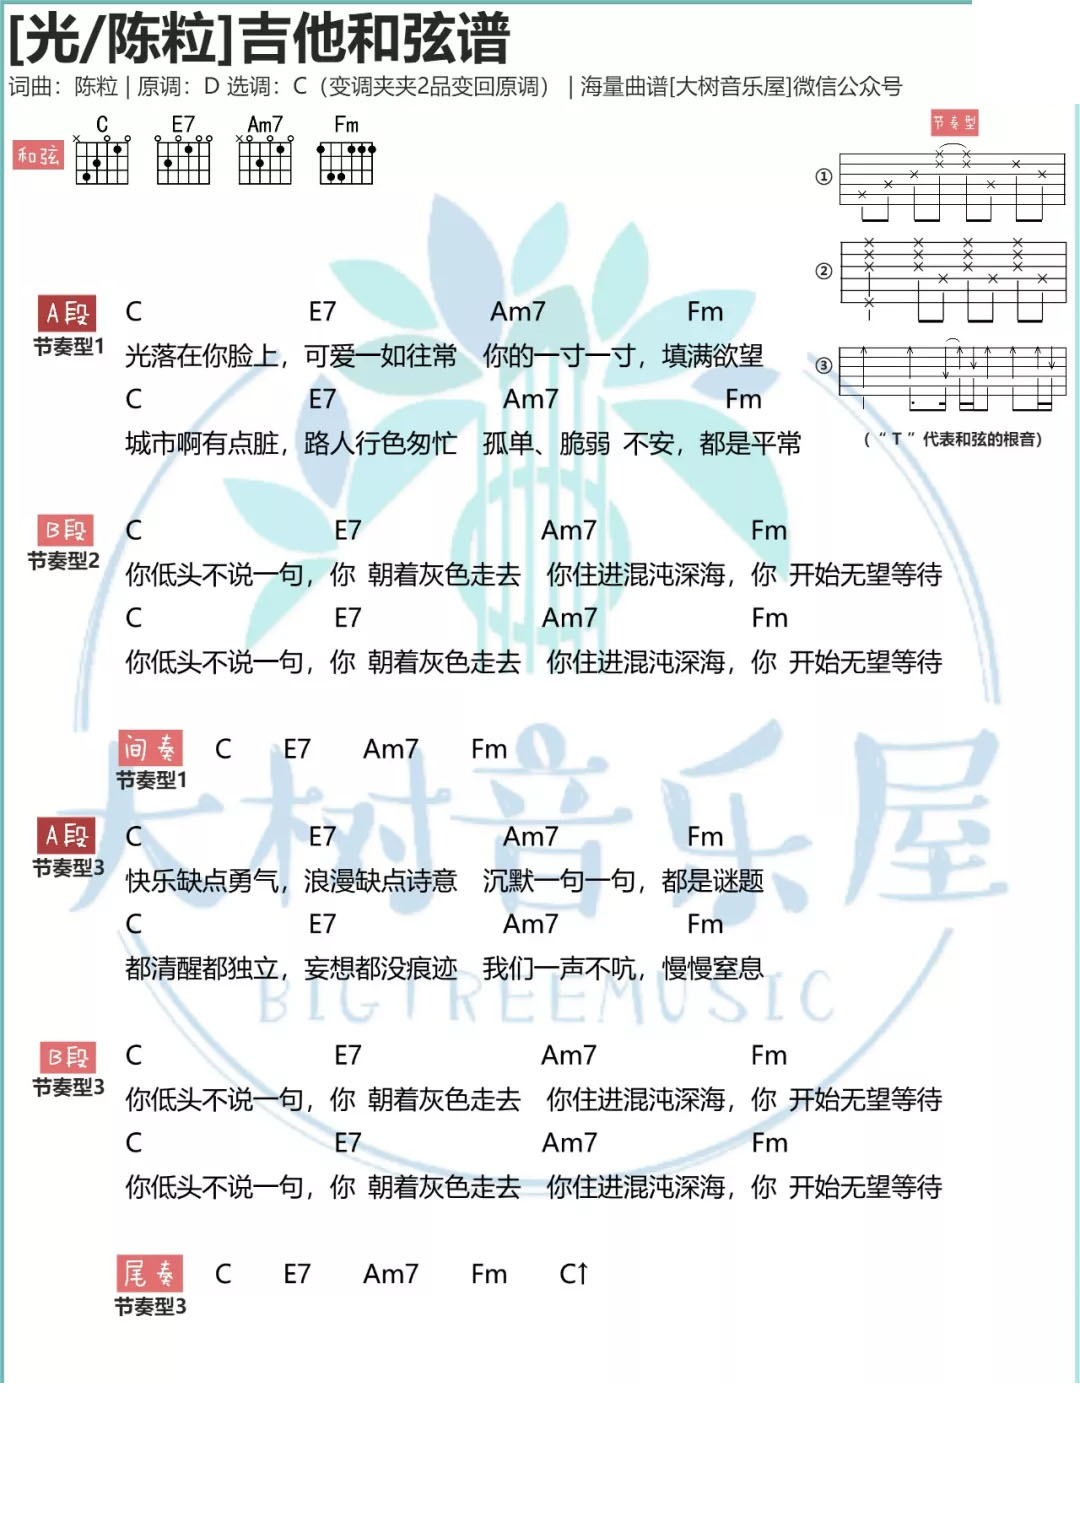 [光/陈粒]吉他和弦谱
词曲：陈粒 | 原调：D 选调：C（变调夹夹2品变回原调） | 海量曲谱[大树音乐屋]微信公众号
节奏型
和弦 C E7 Am7 Fm
①
②
③
（“T”代表和弦的根音）
A段 C E7 Am7 Fm
节奏型1
光落在你脸上，可爱一如往常 你的一寸一寸，填满欲望
C E7 Am7 Fm
城市啊有点脏，路人行色匆忙 孤单、脆弱 不安，都是平常
B段 C E7 Am7 Fm
节奏型2
你低头不说一句，你 朝着灰色走去 你住进混沌深海，你 开始无望等待
C E7 Am7 Fm
你低头不说一句，你 朝着灰色走去 你住进混沌深海，你 开始无望等待
间奏 C E7 Am7 Fm
节奏型1
大树音乐屋
A段 C E7 Am7 Fm
节奏型3
快乐缺点勇气，浪漫缺点诗意 沉默一句一句，都是谜题
C E7 Am7 Fm
都清醒都独立，妄想都没痕迹 我们一声不吭，慢慢窒息
BIGTREEMUSIC
B段 C E7 Am7 Fm
节奏型3
你低头不说一句，你 朝着灰色走去 你住进混沌深海，你 开始无望等待
C E7 Am7 Fm
你低头不说一句，你 朝着灰色走去 你住进混沌深海，你 开始无望等待
尾奏 C E7 Am7 Fm C↑
节奏型3